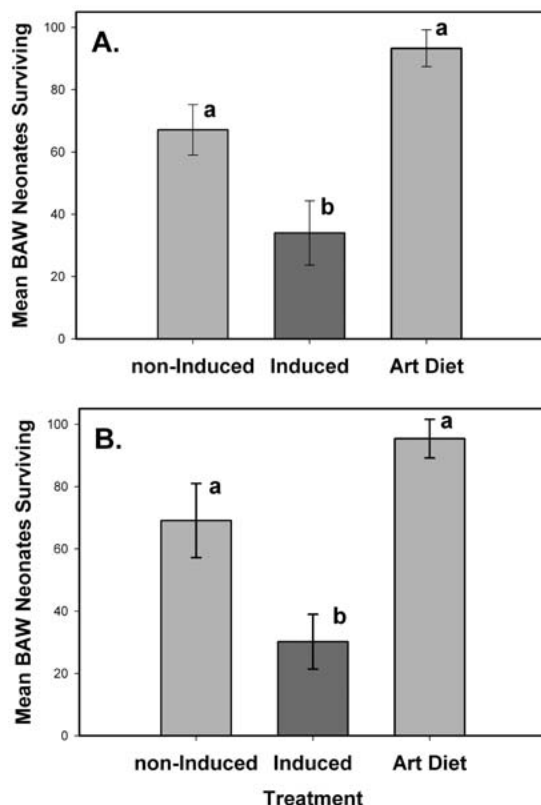 A.
Mean BAW Neonates Surviving
100
80
60
40
20
0
a
b
a
non-Induced Induced Art Diet
B.
Mean BAW Neonates Surviving
100
80
60
40
20
0
a
b
a
non-Induced Induced Art Diet
Treatment